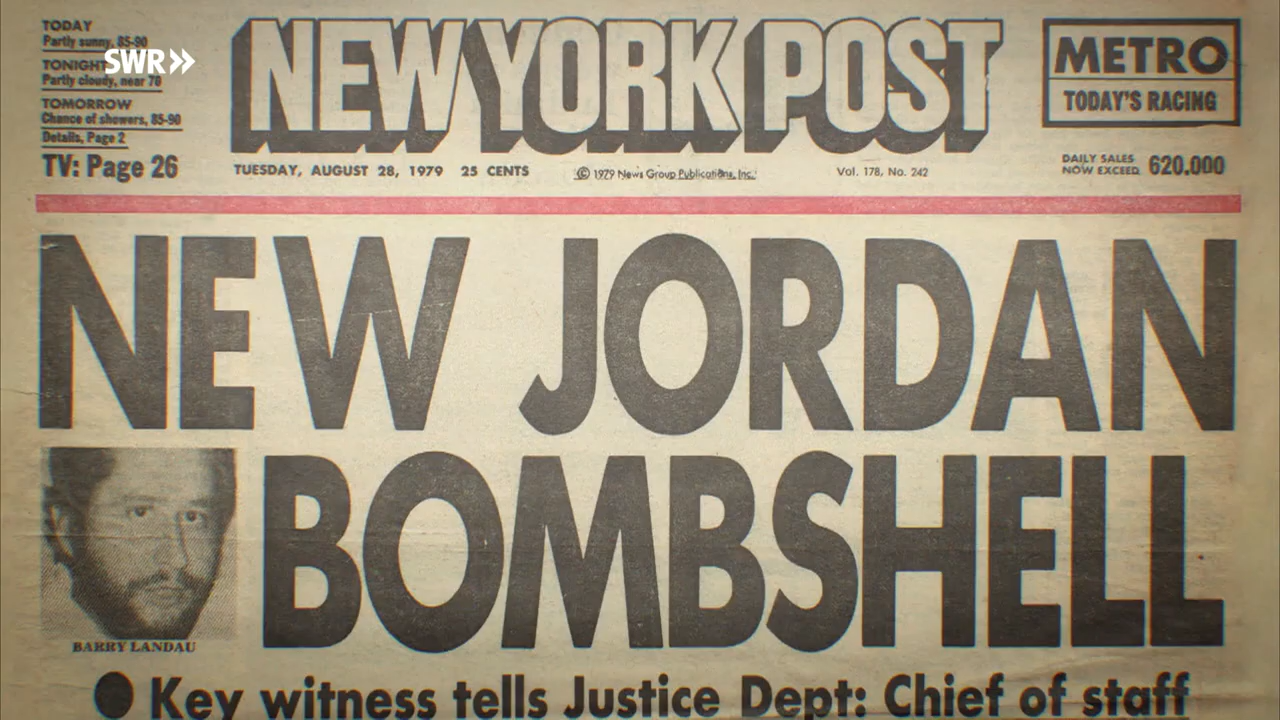 TODAY
Partly sunny, 85-90
SWR
TONIGHT
Partly cloudy, near 70
TOMORROW
Chance of showers, 85-90
Details, Page 2
TV: Page 26
NEW YORK POST
METRO
TODAY'S RACING
TUESDAY, AUGUST 28, 1979 25 CENTS
© 1979 News Group Publications, Inc.
Vol. 178, No. 242
DAILY SALES
NOW EXCEED 620,000
NEW JORDAN
BOMBSHELL
BARRY LANDAU
Key witness tells Justice Dept: Chief of staff